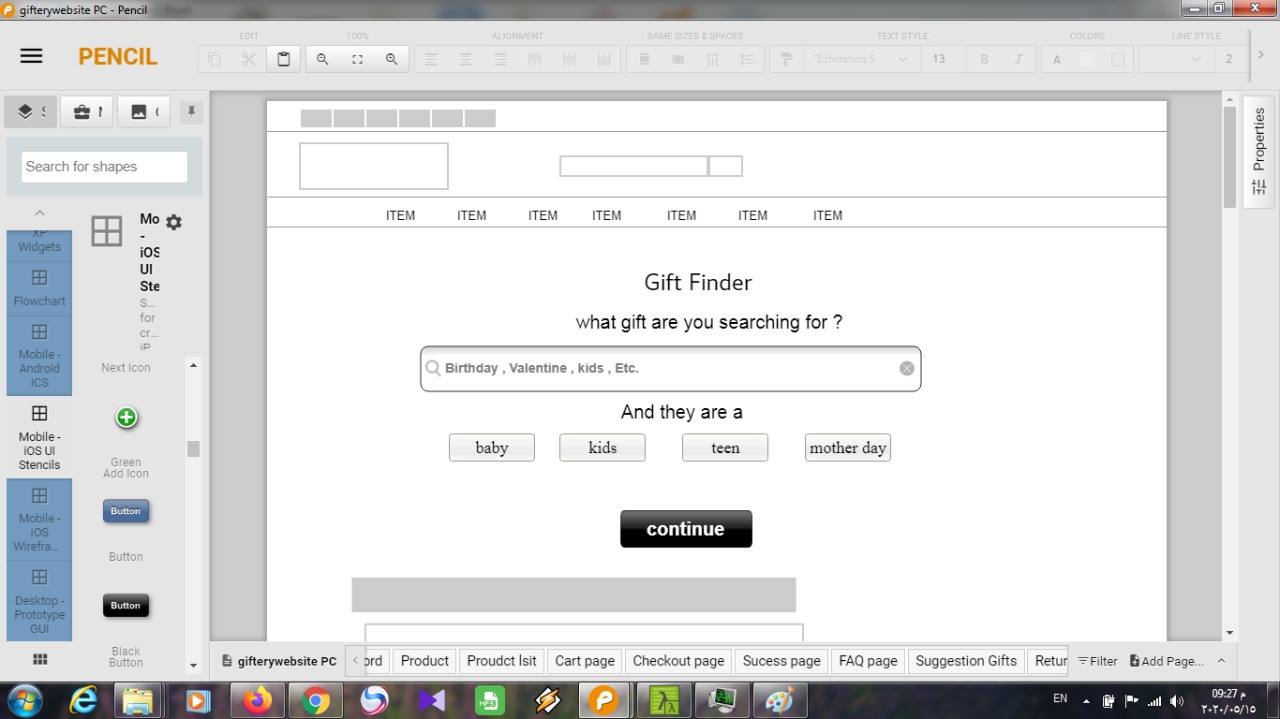 gifterywebsite PC - Pencil
EDIT
100%
ALIGNMENT
SAME SIZES & SPACES
TEXT STYLE
COLORS
LINE STYLE
PENCIL
"Liberation S...
13
B
I
A
2
Search for shapes
XP
Widgets
Flowchart
Mobile -
Android
ICS
Mobile -
iOS UI
Stencils
Mobile -
iOS
Wirefra...
Desktop -
Prototype
GUI
Mo
-
iOS
UI
Ste
S...
for
cr...
iP
Next Icon
Green
Add Icon
Button
Button
Button
Black
Button
ITEM ITEM ITEM ITEM ITEM ITEM ITEM
Gift Finder
what gift are you searching for ?
Birthday , Valentine , kids , Etc.
And they are a
baby kids teen mother day
continue
Properties
gifterywebsite PC
ord
Product
Proudct lsit
Cart page
Checkout page
Sucess page
FAQ page
Suggestion Gifts
Retur
Filter
Add Page...
MP3
EN
09:27 م
٢٠٢٠/٠٥/١٥